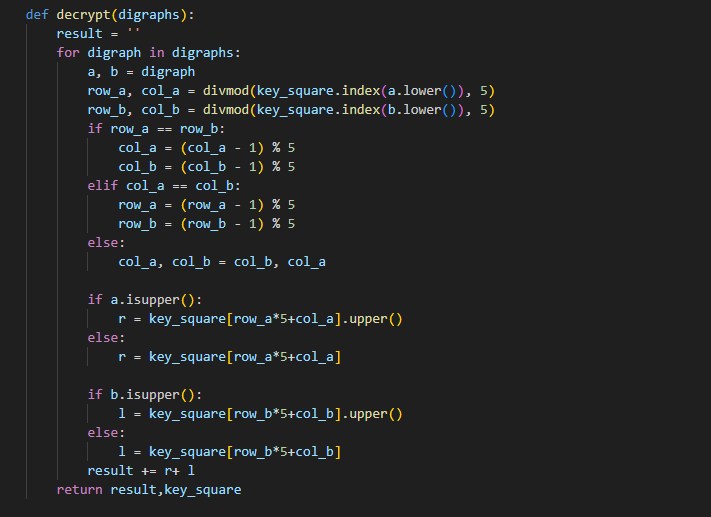 def decrypt(digraphs):
    result = ''
    for digraph in digraphs:
        a, b = digraph
        row_a, col_a = divmod(key_square.index(a.lower()), 5)
        row_b, col_b = divmod(key_square.index(b.lower()), 5)
        if row_a == row_b:
            col_a = (col_a - 1) % 5
            col_b = (col_b - 1) % 5
        elif col_a == col_b:
            row_a = (row_a - 1) % 5
            row_b = (row_b - 1) % 5
        else:
            col_a, col_b = col_b, col_a

        if a.isupper():
            r = key_square[row_a*5+col_a].upper()
        else:
            r = key_square[row_a*5+col_a]

        if b.isupper():
            l = key_square[row_b*5+col_b].upper()
        else:
            l = key_square[row_b*5+col_b]
        result += r+ l
    return result,key_square